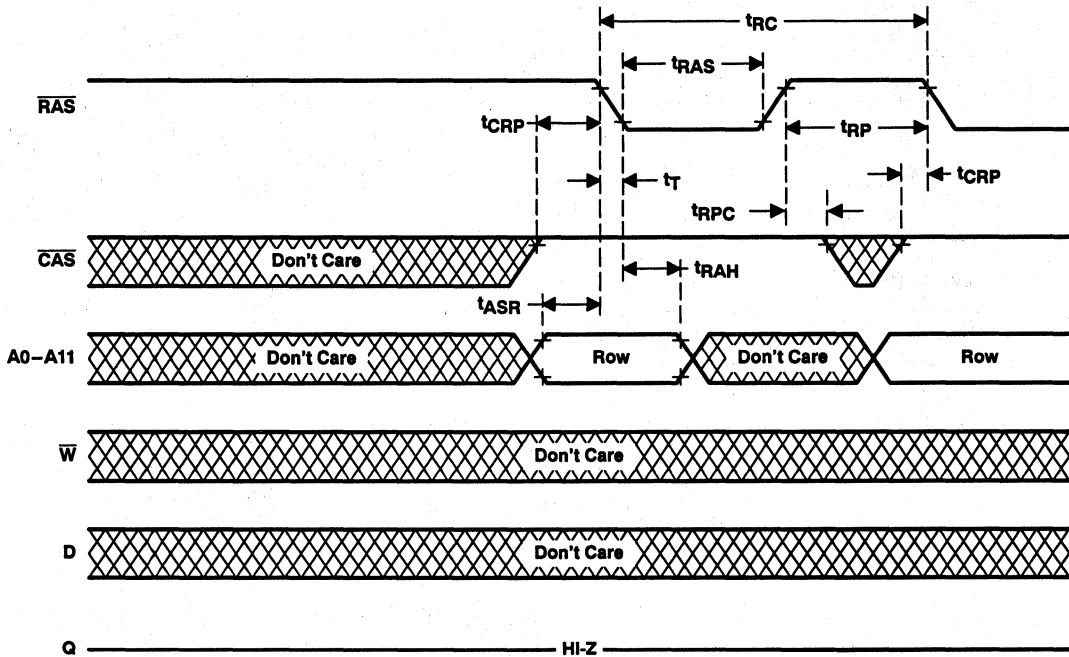 tRC
tRAS
RAS
tCRP
tRP
tT
tCRP
tRPC
CAS
Don't Care
tRAH
tASR
A0–A11
Don't Care
Row
Don't Care
Row
W
Don't Care
D
Don't Care
Q
HI-Z